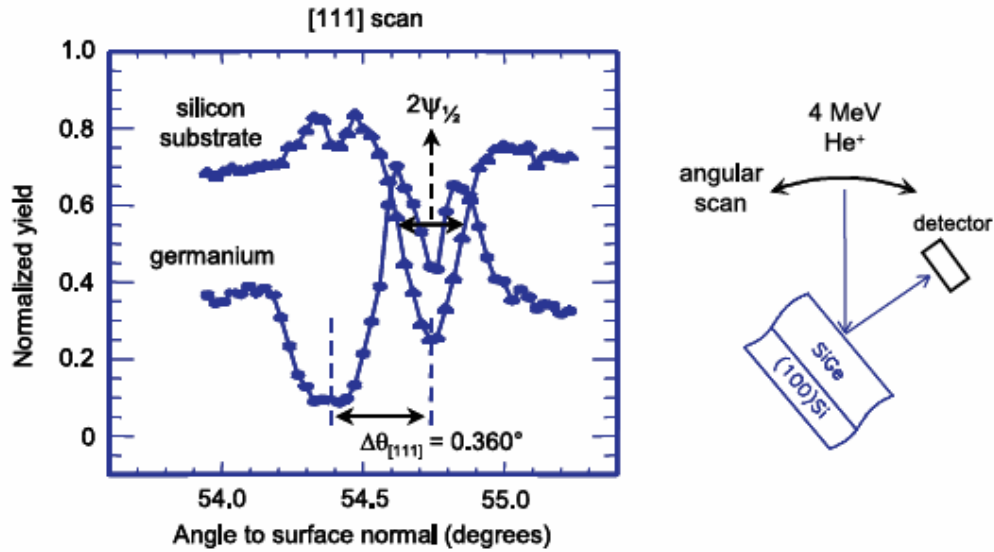 [111] scan
1.0
0.8
0.6
0.4
0.2
0
Normalized yield
silicon
substrate
germanium
2ψ½
Δθ[111] = 0.360°
54.0
54.5
55.0
Angle to surface normal (degrees)
4 MeV
He⁺
angular
scan
detector
SiGe
(100)Si